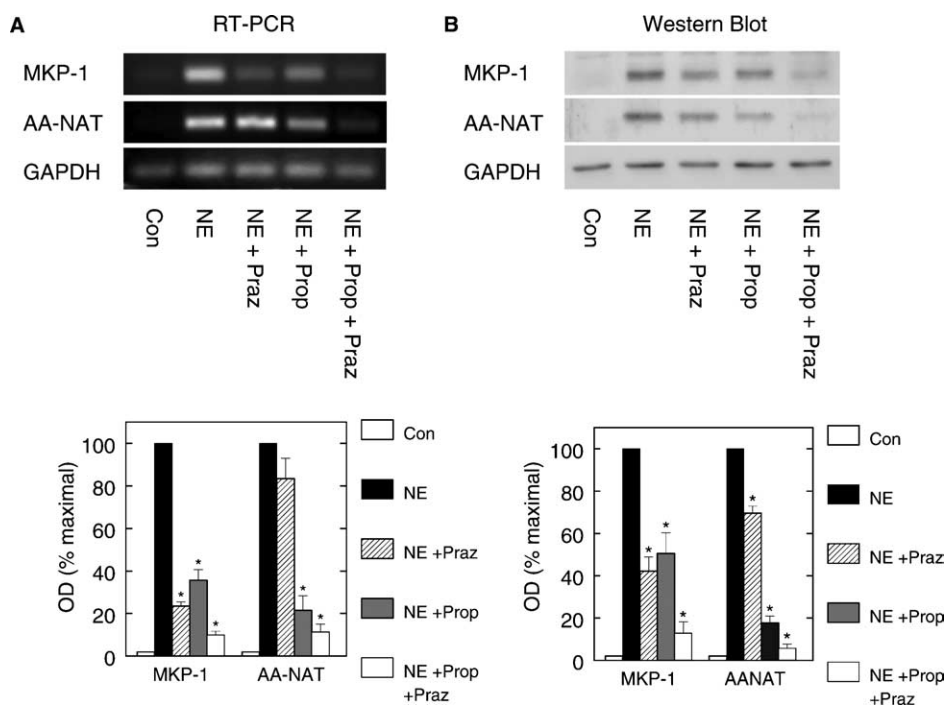 A
RT-PCR
MKP-1
AA-NAT
GAPDH
Con
NE
NE + Praz
NE + Prop
NE + Prop + Praz
B
Western Blot
MKP-1
AA-NAT
GAPDH
Con
NE
NE + Praz
NE + Prop
NE + Prop + Praz
OD (% maximal)
100
80
60
40
20
0
* * * * *
MKP-1
AA-NAT
Con
NE
NE +Praz
NE +Prop
NE +Prop
+Praz
OD (% maximal)
100
80
60
40
20
0
* * * * * *
MKP-1
AANAT
Con
NE
NE +Praz
NE +Prop
NE +Prop
+Praz